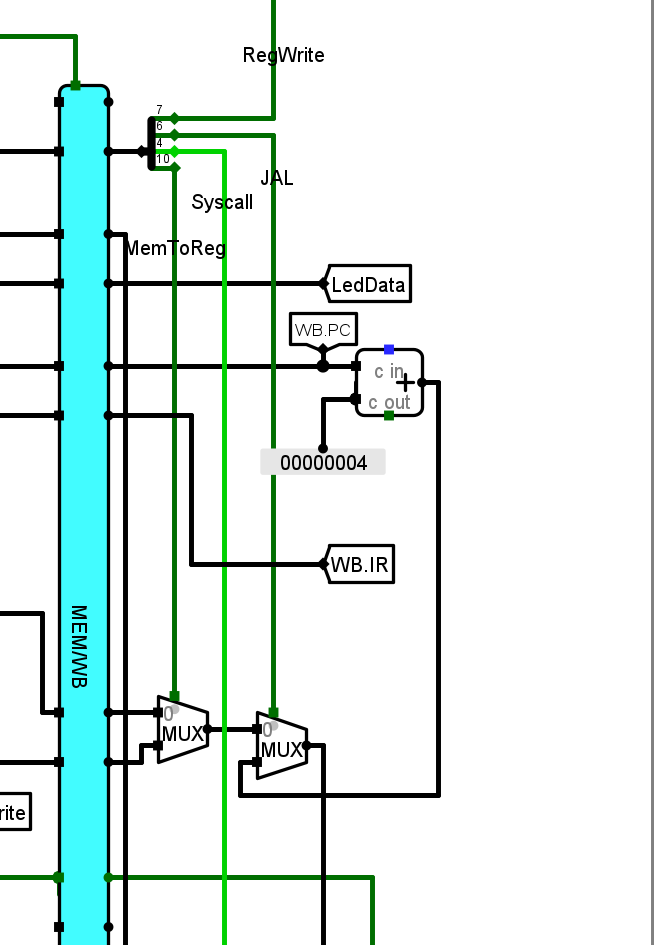 RegWrite
7
6
4
10
JAL
Syscall
MemToReg
LedData
WB.PC
c in
+
c out
00000004
WB.IR
MEM/WB
0
MUX
0
MUX
rite